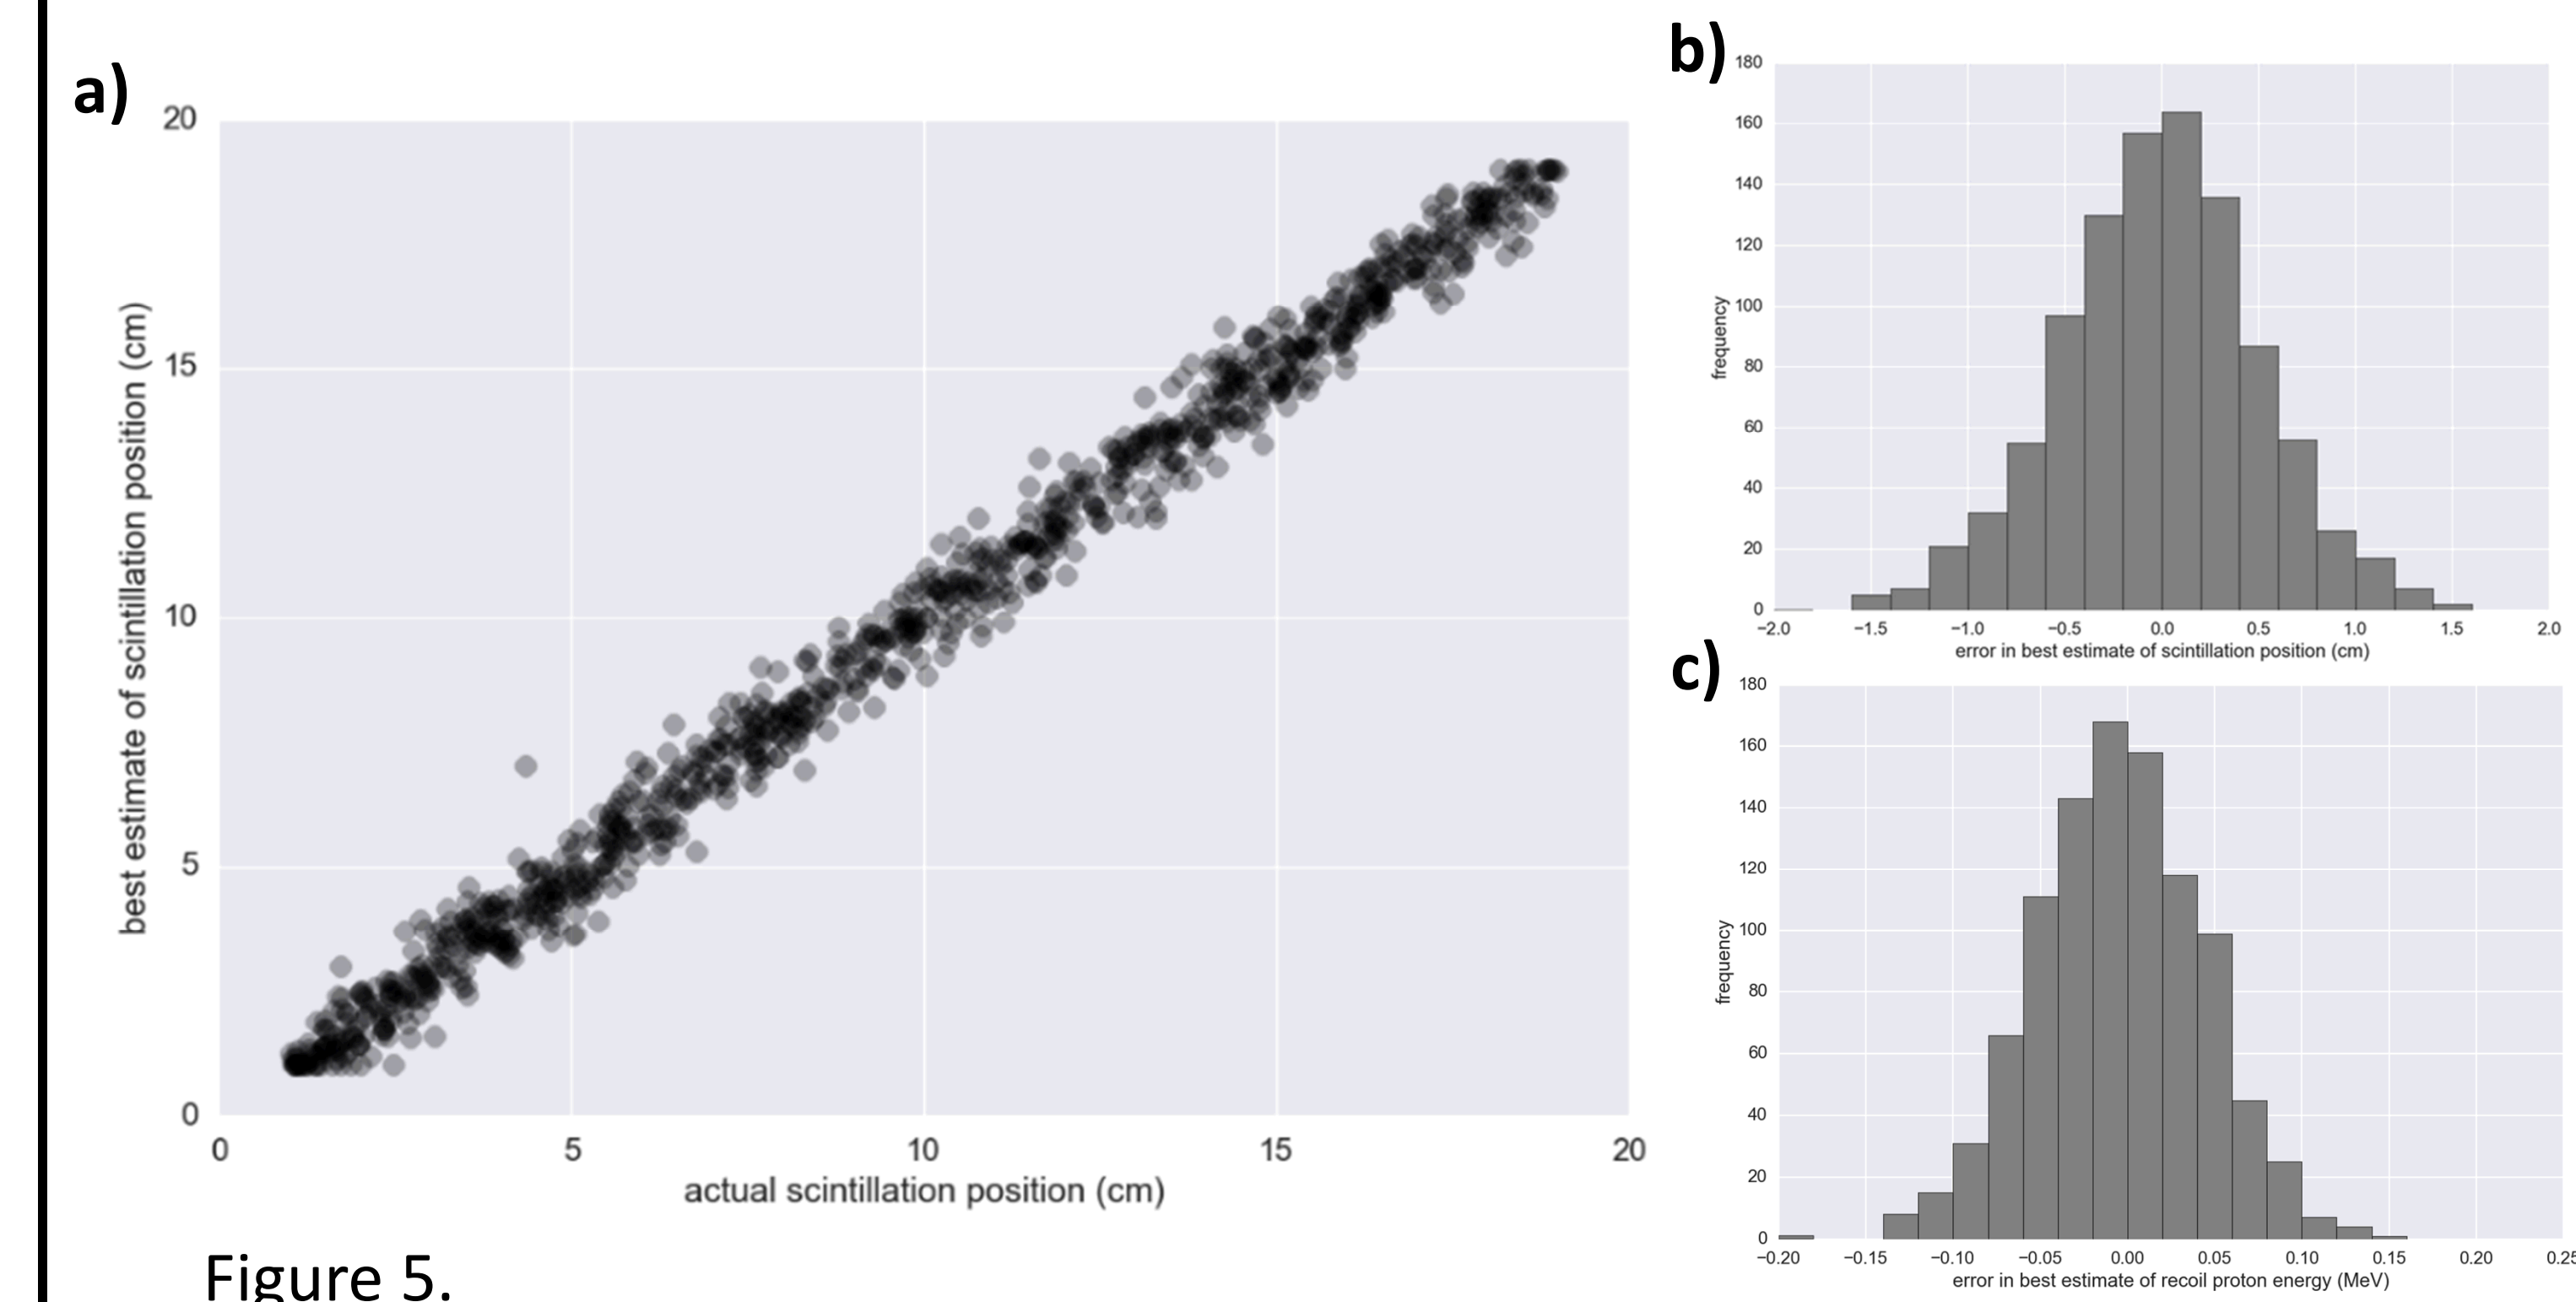 a)
20
15
10
5
0
best estimate of scintillation position (cm)
0 5 10 15 20
actual scintillation position (cm)
Figure 5.
b)
180
160
140
120
100
80
60
40
20
0
frequency
−2.0 −1.5 −1.0 −0.5 0.0 0.5 1.0 1.5 2.0
error in best estimate of scintillation position (cm)
c)
180
160
140
120
100
80
60
40
20
0
frequency
−0.20 −0.15 −0.10 −0.05 0.00 0.05 0.10 0.15 0.20 0.25
error in best estimate of recoil proton energy (MeV)